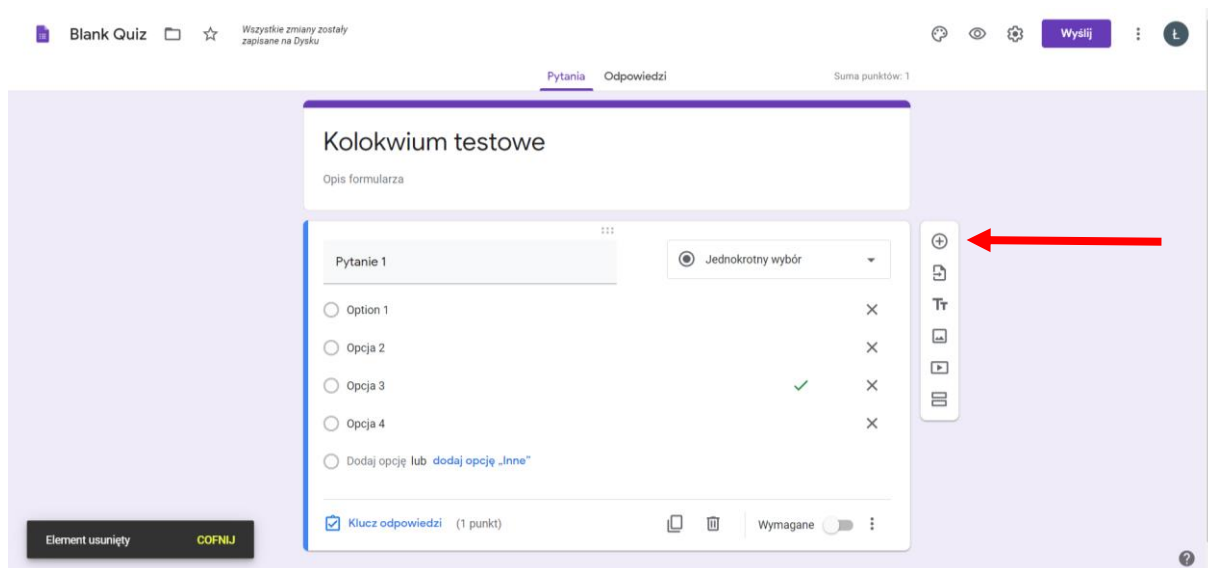 Blank Quiz
Wszystkie zmiany zostały
zapisane na Dysku
Wyślij
Ł
Pytania Odpowiedzi Suma punktów: 1
Kolokwium testowe
Opis formularza
Pytanie 1
Jednokrotny wybór
Option 1
Opcja 2
Opcja 3
Opcja 4
Dodaj opcję lub dodaj opcję „Inne”
Klucz odpowiedzi (1 punkt)
Wymagane
Element usunięty COFNIJ
Tт